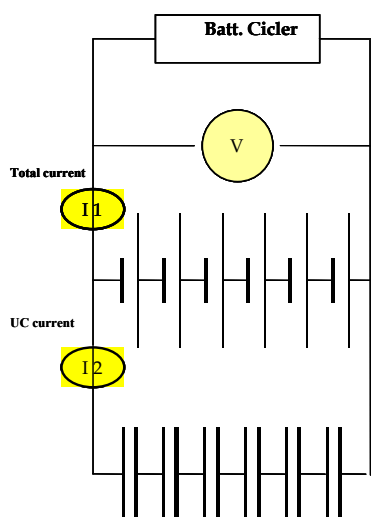 Batt. Cicler
V
Total current
I 1
UC current
I 2